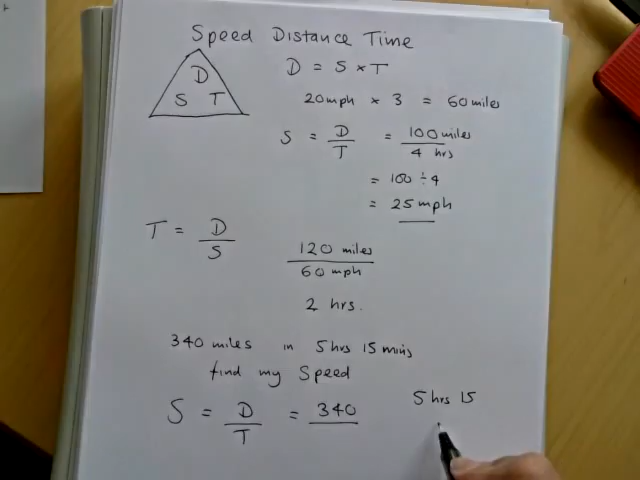 Speed Distance Time
D
S T
D = S × T
20mph × 3 = 60 miles
S = D/T = 100 miles/4 hrs
= 100 ÷ 4
= 25 mph
T = D/S
120 miles/60 mph
2 hrs.
340 miles in 5 hrs 15 mins
find my Speed
S = D/T = 340
5 hrs 15